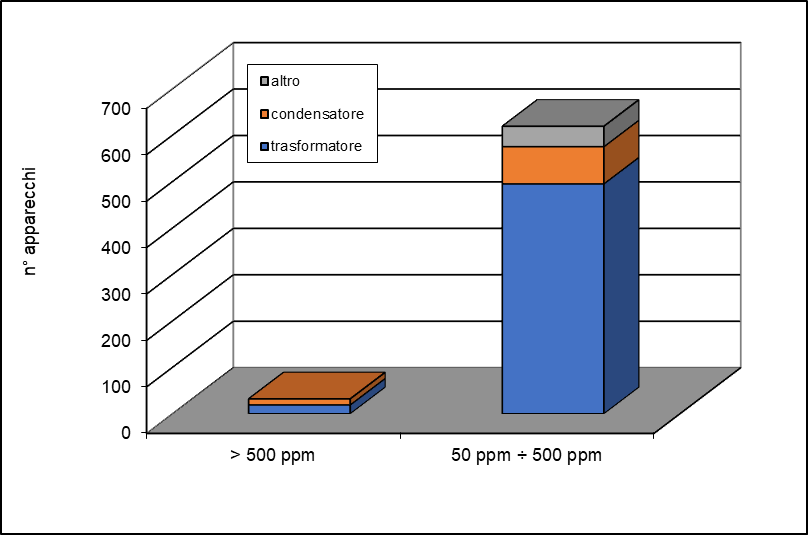 altro
condensatore
trasformatore
700
600
500
400
300
200
100
0
n° apparecchi
> 500 ppm
50 ppm ÷ 500 ppm